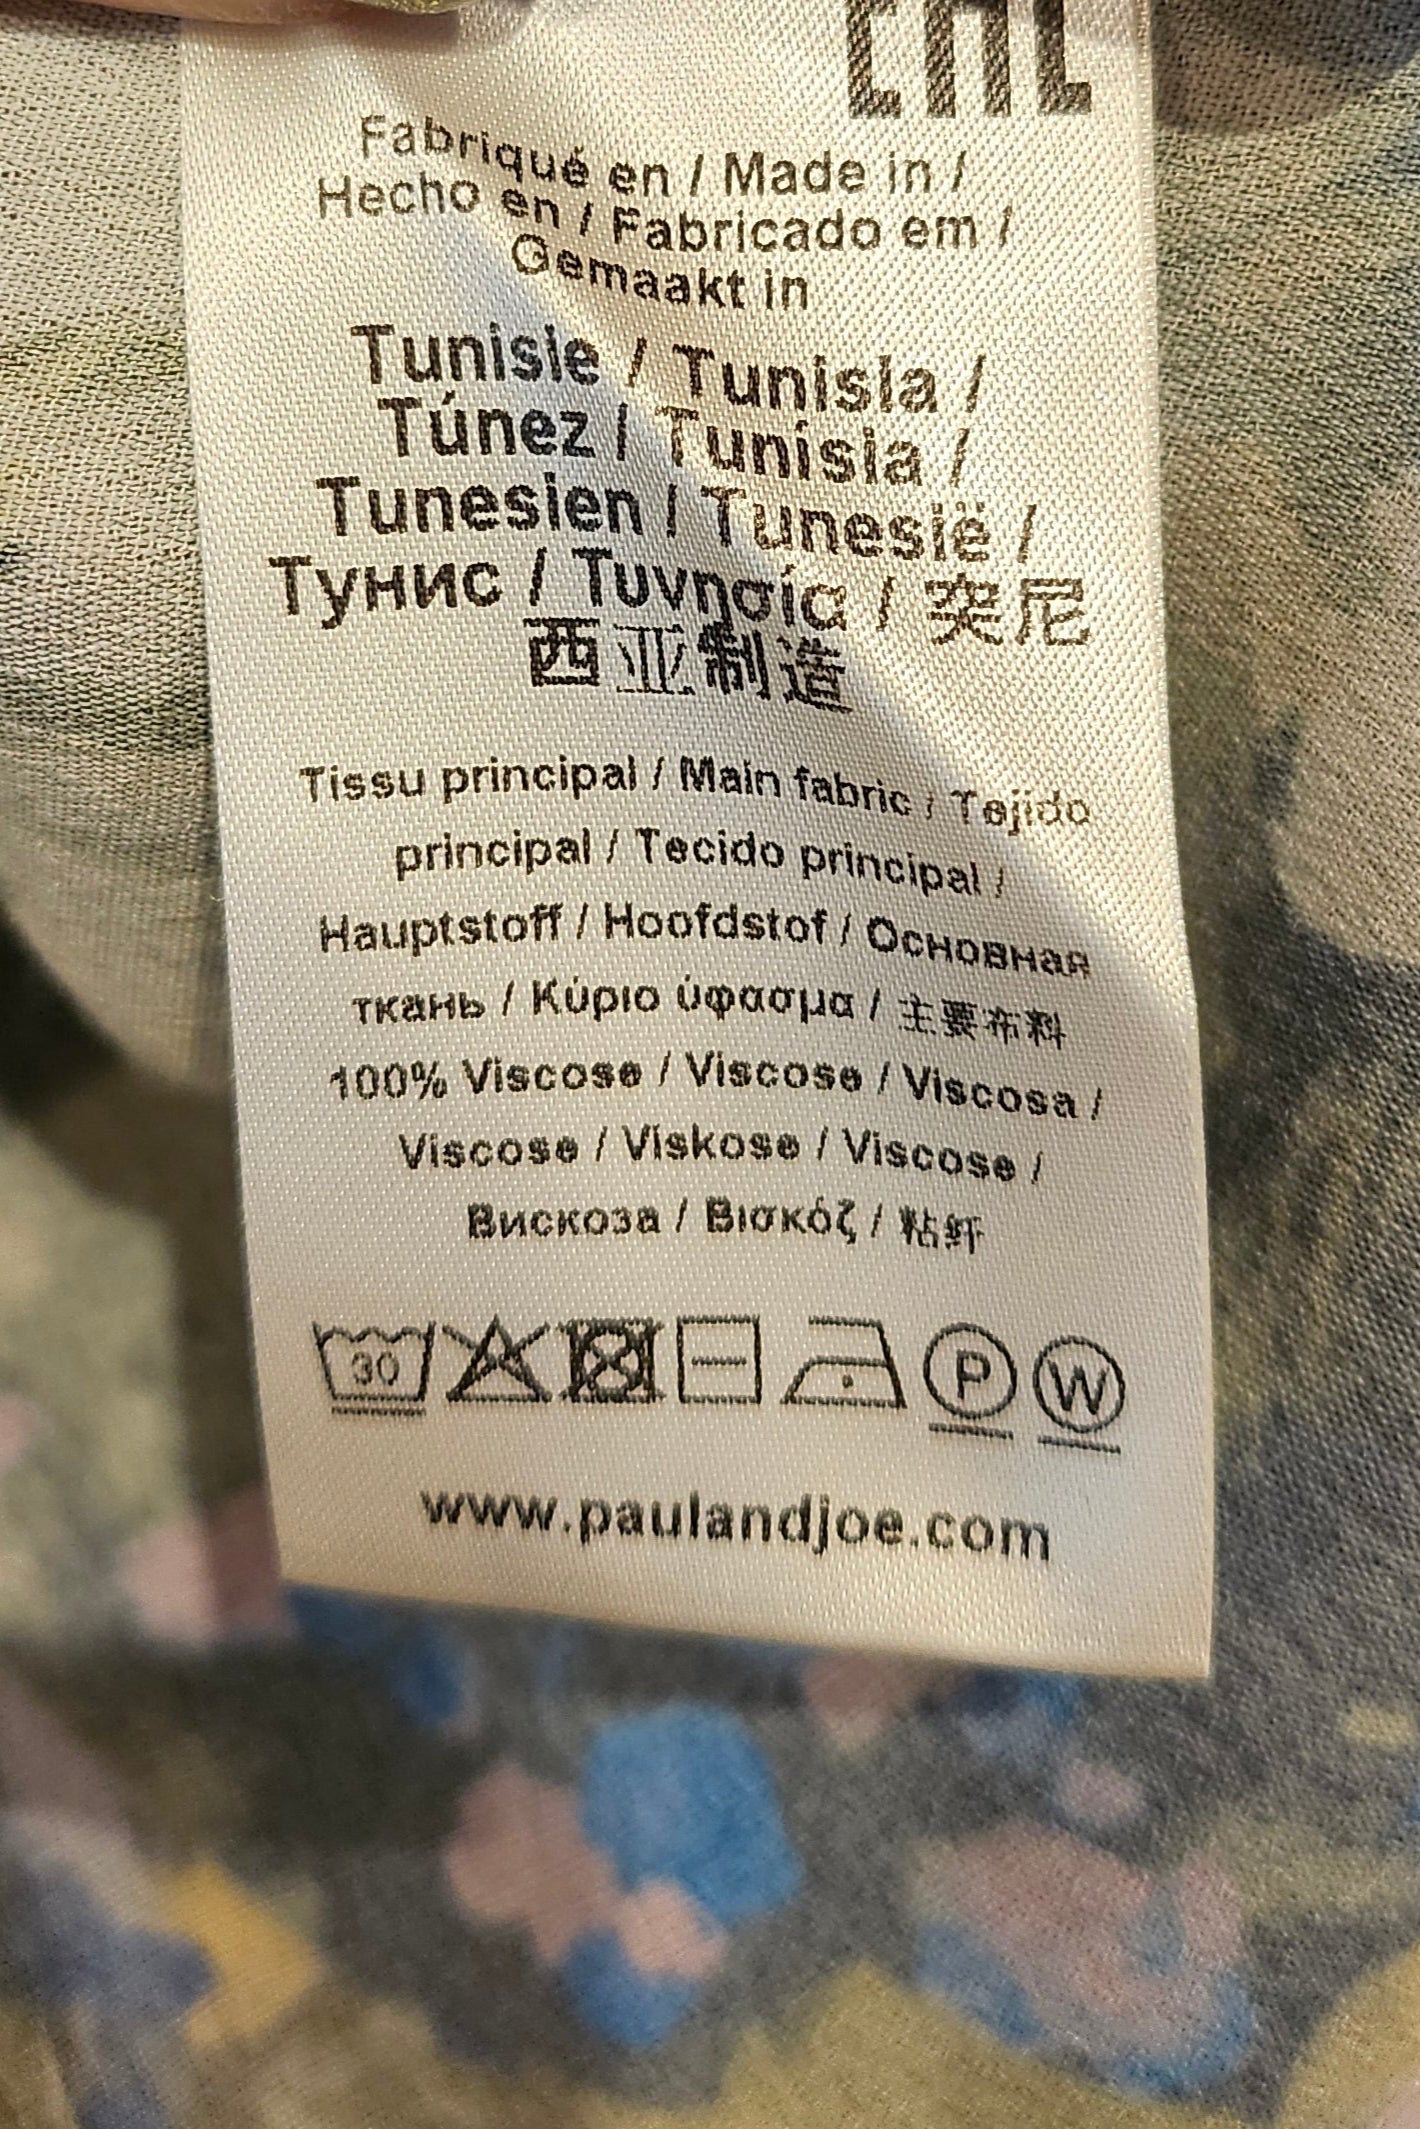 EAC
Fabriqué en / Made in /
Hecho en / Fabricado em /
Gemaakt in
Tunisie / Tunisia /
Túnez / Tunísia /
Tunesien / Tunesië /
Тунис / Τυνησία / 突尼
西亚制造
Tissu principal / Main fabric / Tejido
principal / Tecido principal /
Hauptstoff / Hoofdstof / Основная
ткань / Κύριο ύφασμα / 主要布料
100% Viscose / Viscose / Viscosa /
Viscose / Viskose / Viscose /
Вискоза / Βισκόζ / 粘纤
30 P W
www.paulandjoe.com